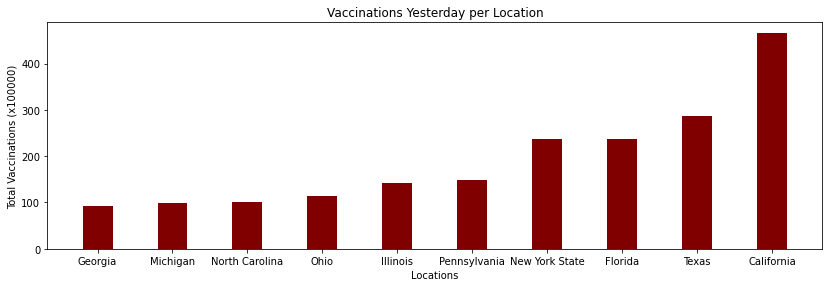 Vaccinations Yesterday per Location
Total Vaccinations (x100000)
400
300
200
100
0
Georgia Michigan North Carolina Ohio Illinois Pennsylvania New York State Florida Texas California
Locations